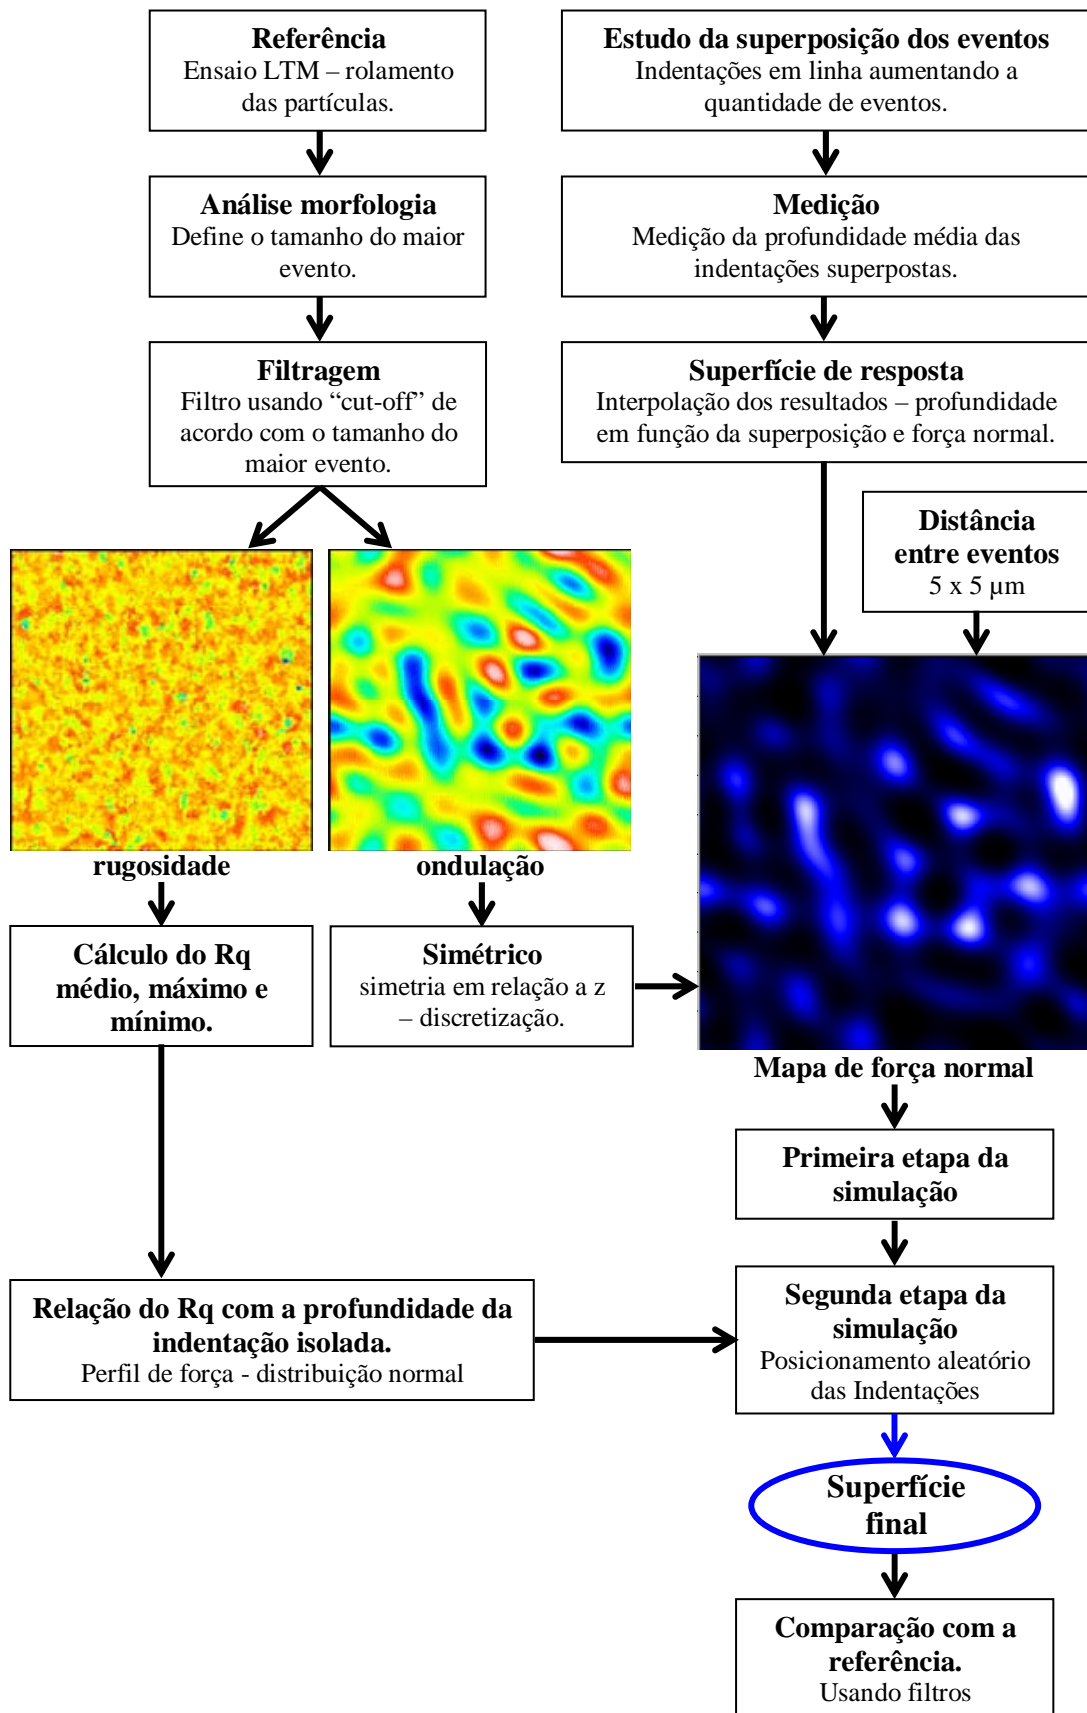 Referência
Ensaio LTM – rolamento
das partículas.
Estudo da superposição dos eventos
Indentações em linha aumentando a
quantidade de eventos.
Análise morfologia
Define o tamanho do maior
evento.
Medição
Medição da profundidade média das
indentações superpostas.
Filtragem
Filtro usando “cut-off” de
acordo com o tamanho do
maior evento.
Superfície de resposta
Interpolação dos resultados – profundidade
em função da superposição e força normal.
Distância
entre eventos
5 x 5 µm
rugosidade
ondulação
Cálculo do Rq
médio, máximo e
mínimo.
Simétrico
simetria em relação a z
– discretização.
Mapa de força normal
Primeira etapa da
simulação
Relação do Rq com a profundidade da
indentação isolada.
Perfil de força - distribuição normal
Segunda etapa da
simulação
Posicionamento aleatório
das Indentações
Superfície
final
Comparação com a
referência.
Usando filtros